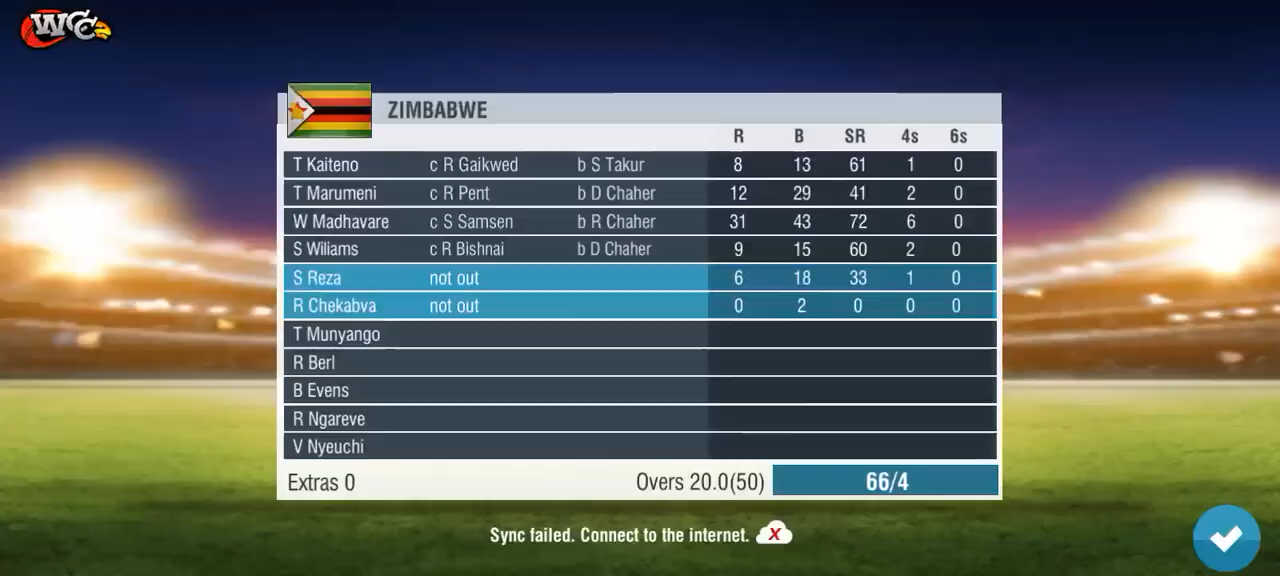 WCC
ZIMBABWE
R B SR 4s 6s
T Kaiteno c R Gaikwed b S Takur 8 13 61 1 0
T Marumeni c R Pent b D Chaher 12 29 41 2 0
W Madhavare c S Samsen b R Chaher 31 43 72 6 0
S Wiliams c R Bishnai b D Chaher 9 15 60 2 0
S Reza not out 6 18 33 1 0
R Chekabva not out 0 2 0 0 0
T Munyango
R Berl
B Evens
R Ngareve
V Nyeuchi
Extras 0 Overs 20.0(50) 66/4
Sync failed. Connect to the internet. X